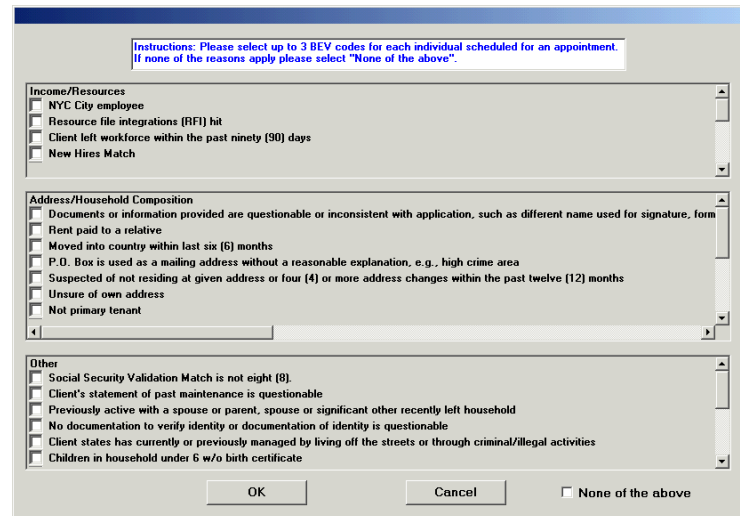 Instructions: Please select up to 3 BEV codes for each individual scheduled for an appointment.
If none of the reasons apply please select "None of the above".
Income/Resources
NYC City employee
Resource file integrations (RFI) hit
Client left workforce within the past ninety (90) days
New Hires Match
Address/Household Composition
Documents or information provided are questionable or inconsistent with application, such as different name used for signature, form
Rent paid to a relative
Moved into country within last six (6) months
P.O. Box is used as a mailing address without a reasonable explanation, e.g., high crime area
Suspected of not residing at given address or four (4) or more address changes within the past twelve (12) months
Unsure of own address
Not primary tenant
Other
Social Security Validation Match is not eight (8).
Client's statement of past maintenance is questionable
Previously active with a spouse or parent, spouse or significant other recently left household
No documentation to verify identity or documentation of identity is questionable
Client states has currently or previously managed by living off the streets or through criminal/illegal activities
Children in household under 6 w/o birth certificate
OK Cancel None of the above